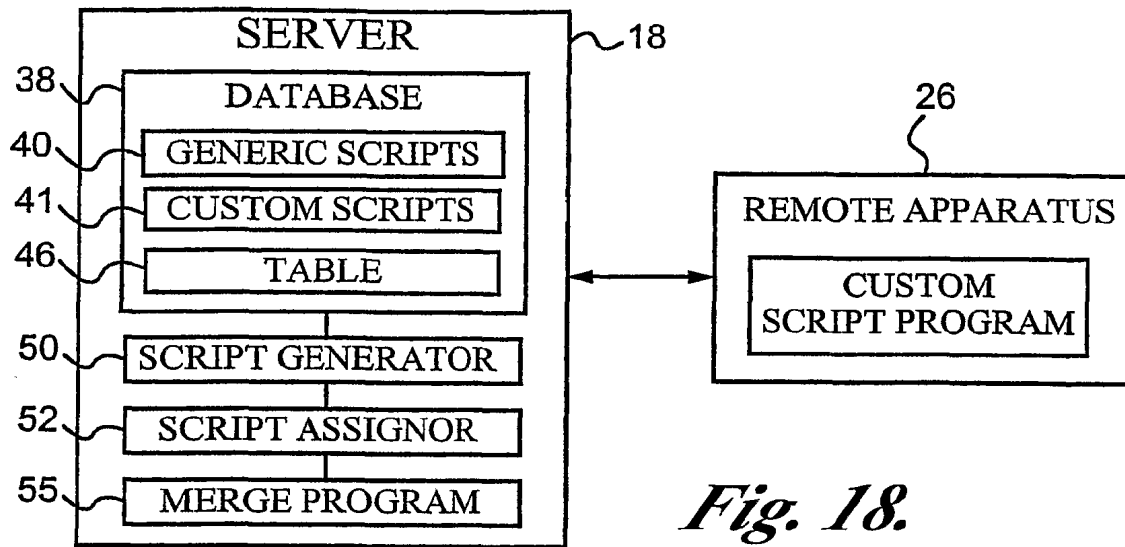 SERVER
18
38
DATABASE
40
GENERIC SCRIPTS
41
CUSTOM SCRIPTS
46
TABLE
50
SCRIPT GENERATOR
52
SCRIPT ASSIGNOR
55
MERGE PROGRAM
26
REMOTE APPARATUS
CUSTOM
SCRIPT PROGRAM
Fig. 18.